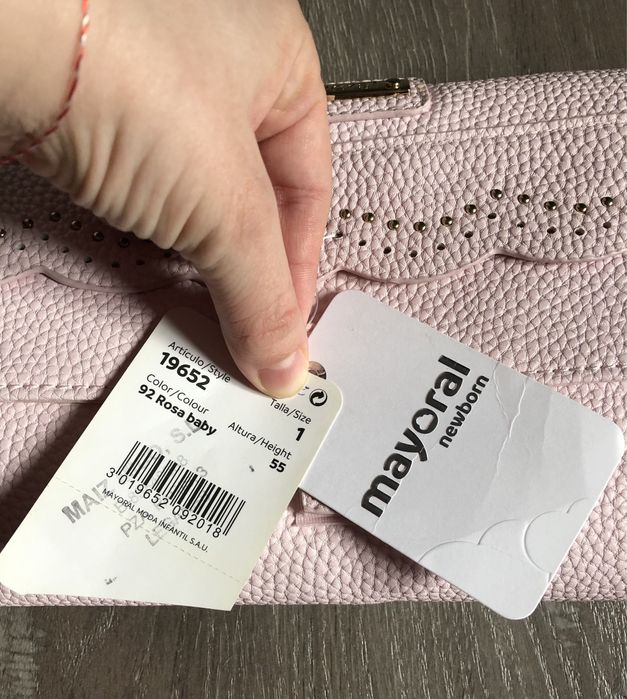 Artículo/Style
19652
Color/Colour
92 Rosa baby
Talla/Size
1
Altura/Height
55
3 019652 092018
MAYORAL MODA INFANTIL S.A.U.
MAIZ
mayoral
newborn